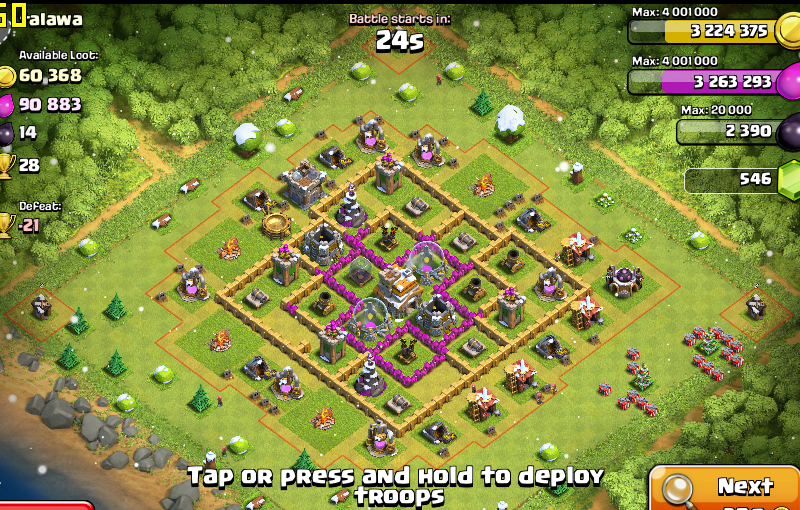 alawa
Available Loot:
60,368
90 883
14
28
Defeat:
-21
Battle starts in:
24s
Max: 4 001 000
3 224 375
Max: 4 001 000
3 263 293
Max: 20 000
2 390
546
Tap or press and hold to deploy
troops
Next